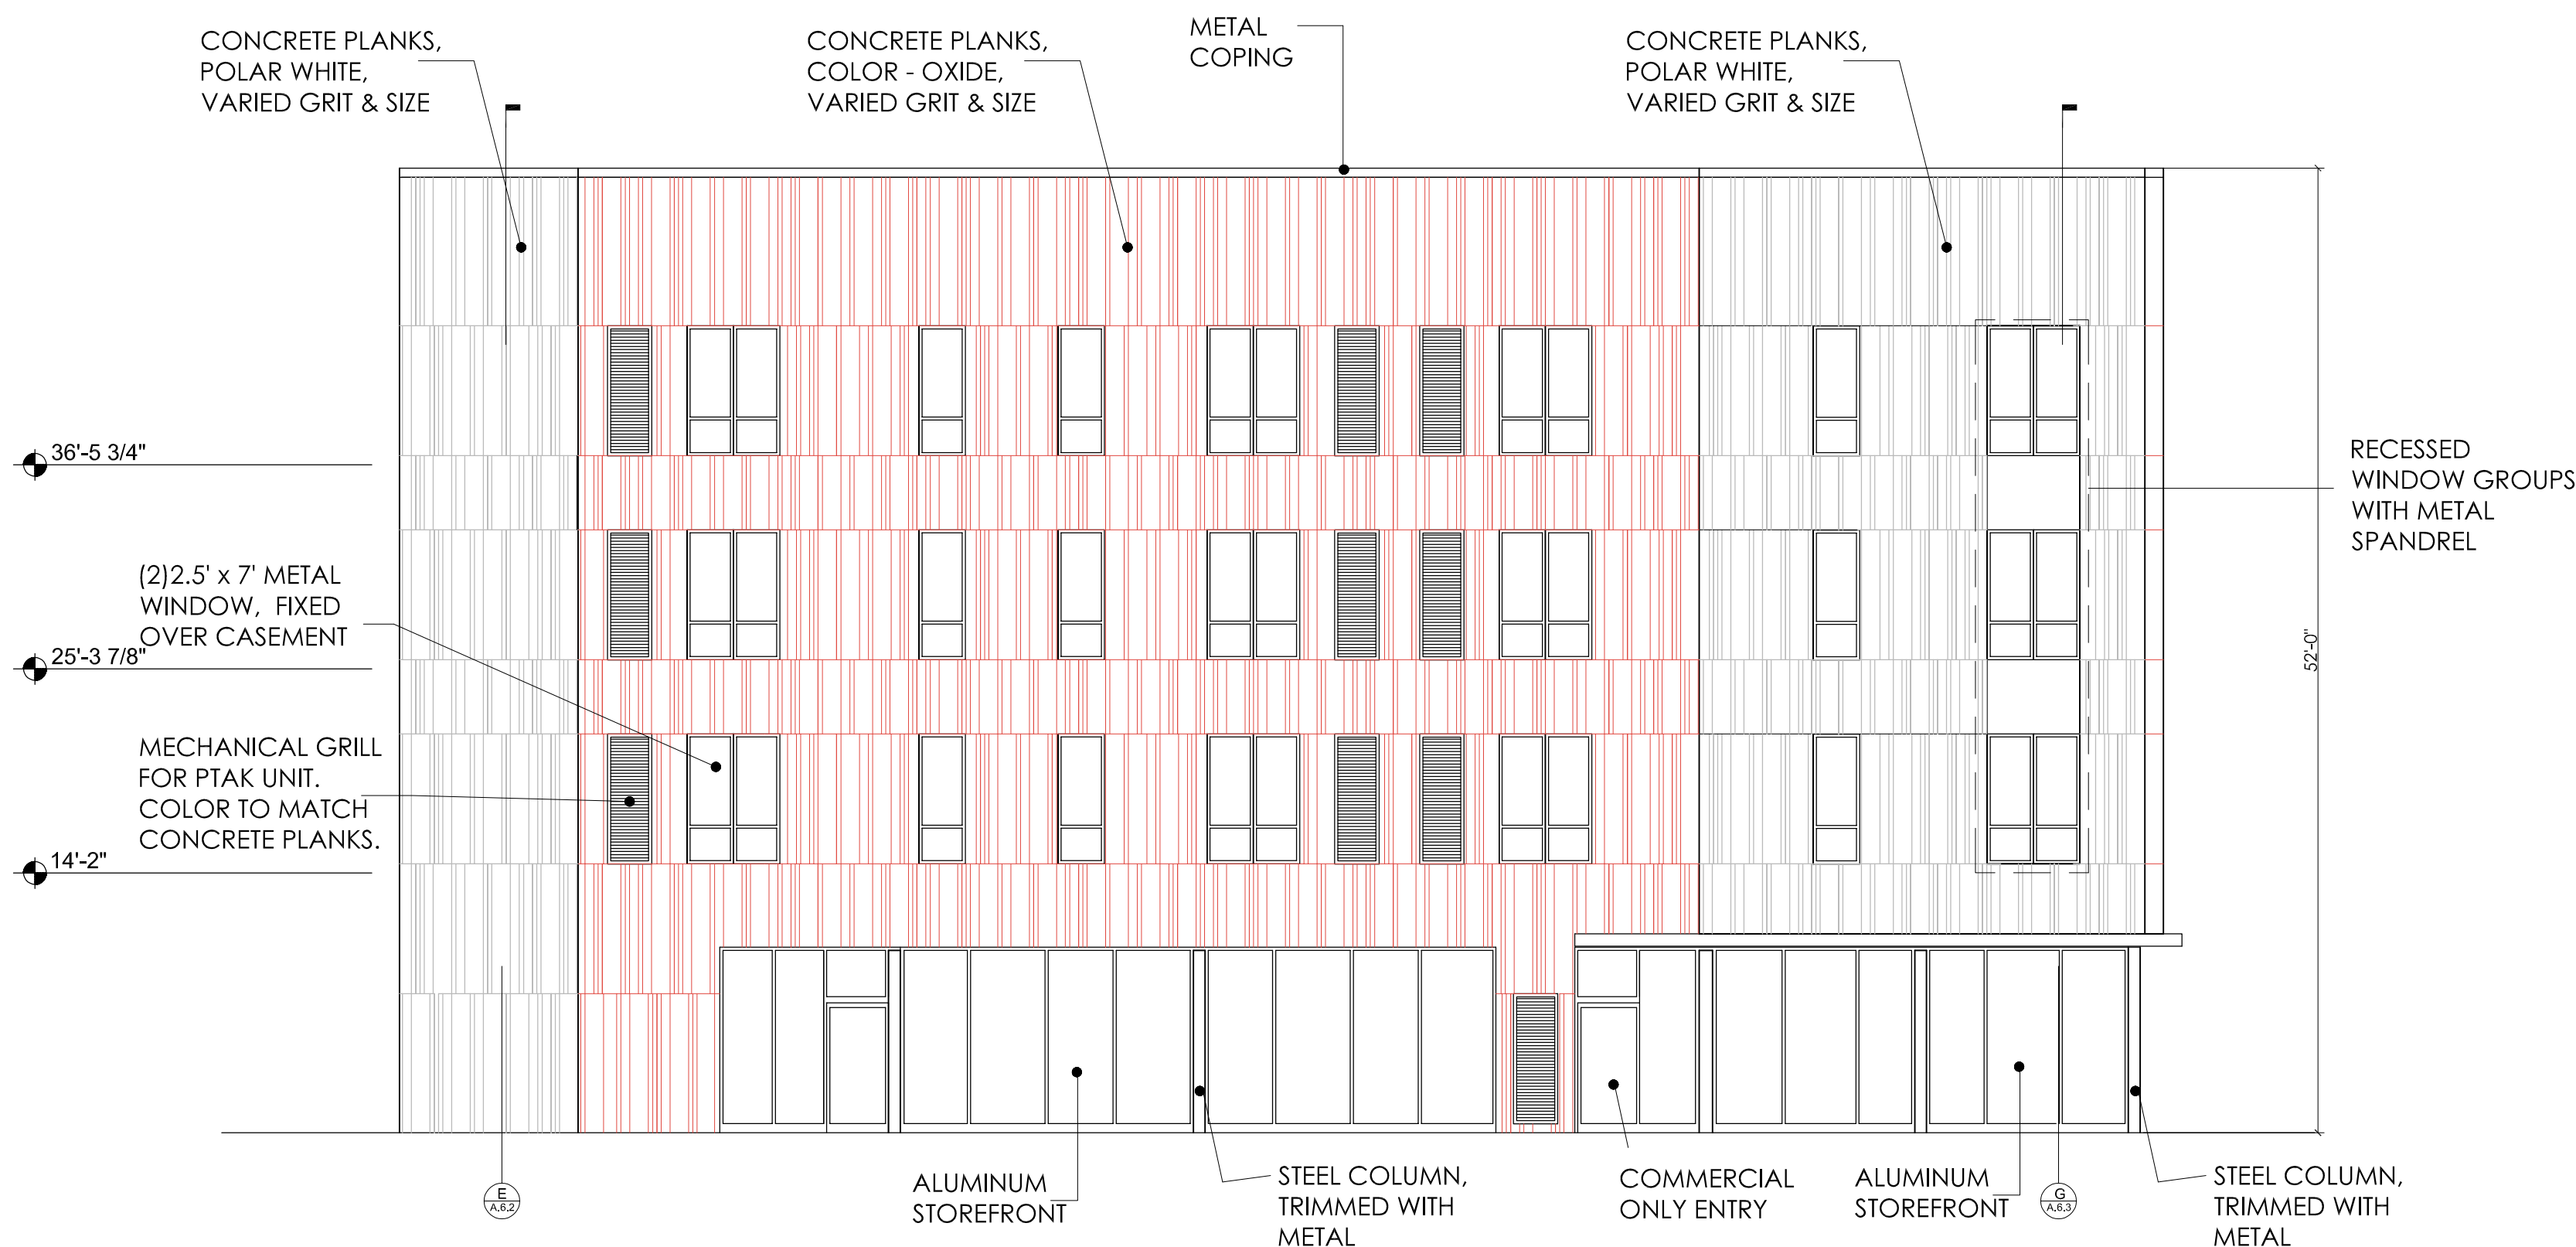 CONCRETE PLANKS,
POLAR WHITE,
VARIED GRIT & SIZE
CONCRETE PLANKS,
COLOR - OXIDE,
VARIED GRIT & SIZE
METAL
COPING
CONCRETE PLANKS,
POLAR WHITE,
VARIED GRIT & SIZE
36'-5 3/4"
RECESSED
WINDOW GROUPS
WITH METAL
SPANDREL
(2)2.5' x 7' METAL
WINDOW, FIXED
OVER CASEMENT
25'-3 7/8"
52'-0"
MECHANICAL GRILL
FOR PTAK UNIT.
COLOR TO MATCH
CONCRETE PLANKS.
14'-2"
E
A.6.2
ALUMINUM
STOREFRONT
STEEL COLUMN,
TRIMMED WITH
METAL
COMMERCIAL
ONLY ENTRY
ALUMINUM
STOREFRONT
G
A.6.3
STEEL COLUMN,
TRIMMED WITH
METAL